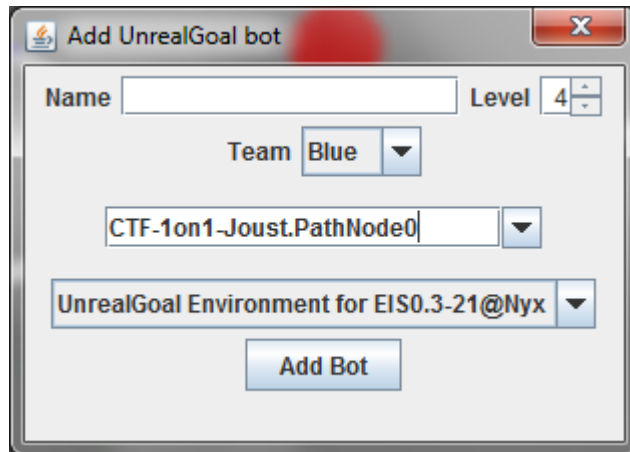 Add UnrealGoal bot
Name Level 4
Team Blue
CTF-1on1-Joust.PathNode0
UnrealGoal Environment for EIS0.3-21@Nyx
Add Bot